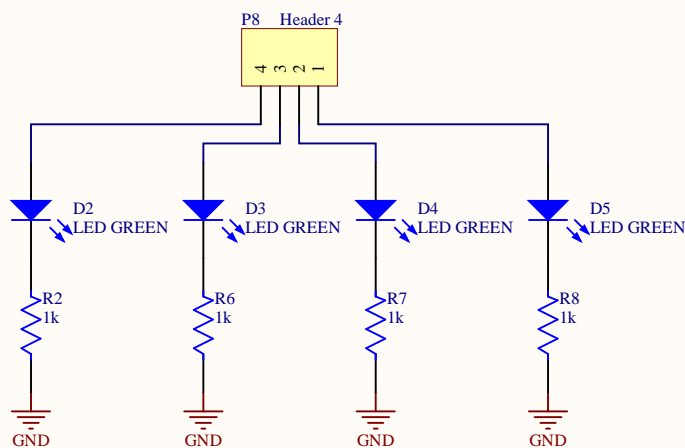 P8 Header 4
4 3 2 1
D2
LED GREEN
D3
LED GREEN
D4
LED GREEN
D5
LED GREEN
R2
1k
R6
1k
R7
1k
R8
1k
GND
GND
GND
GND